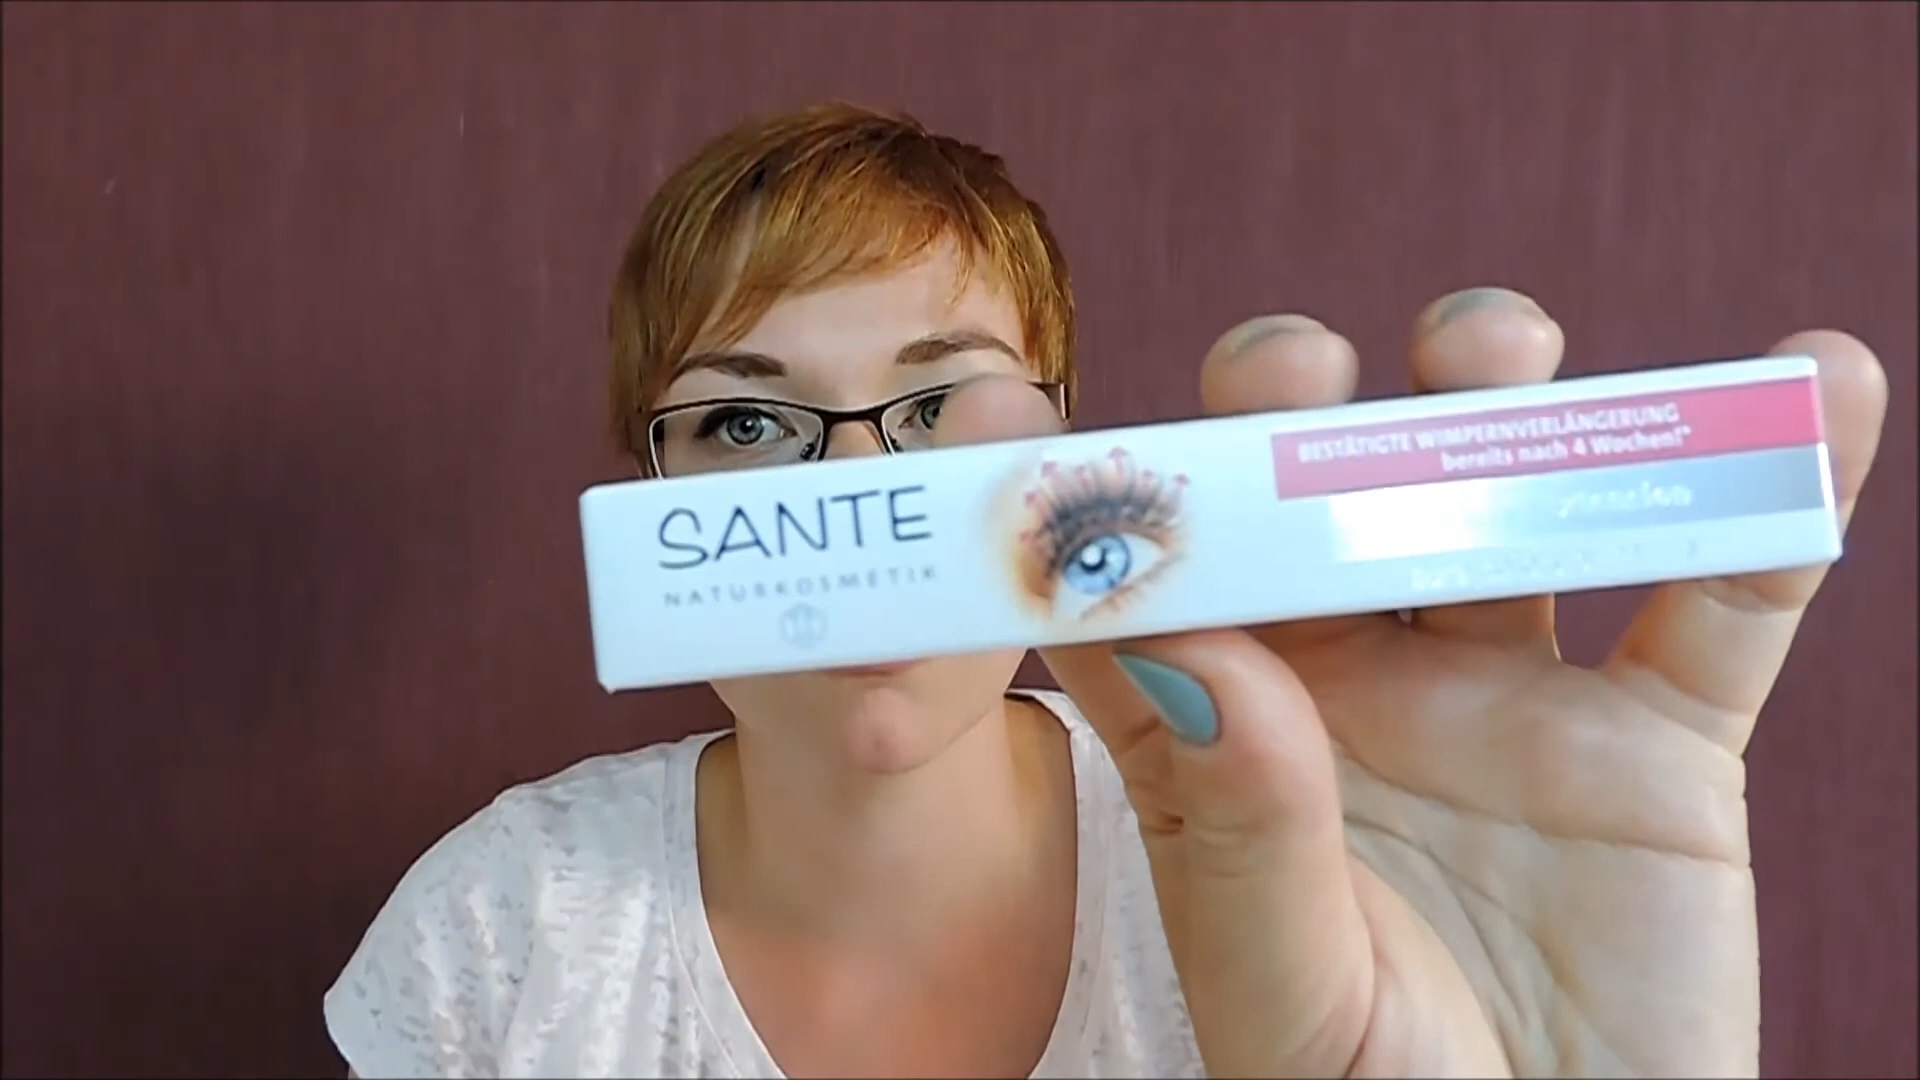 SANTE
NATURKOSMETIK
BESTÄTIGTE WIMPERNVERLÄNGERUNG
bereits nach 4 Wochen!*